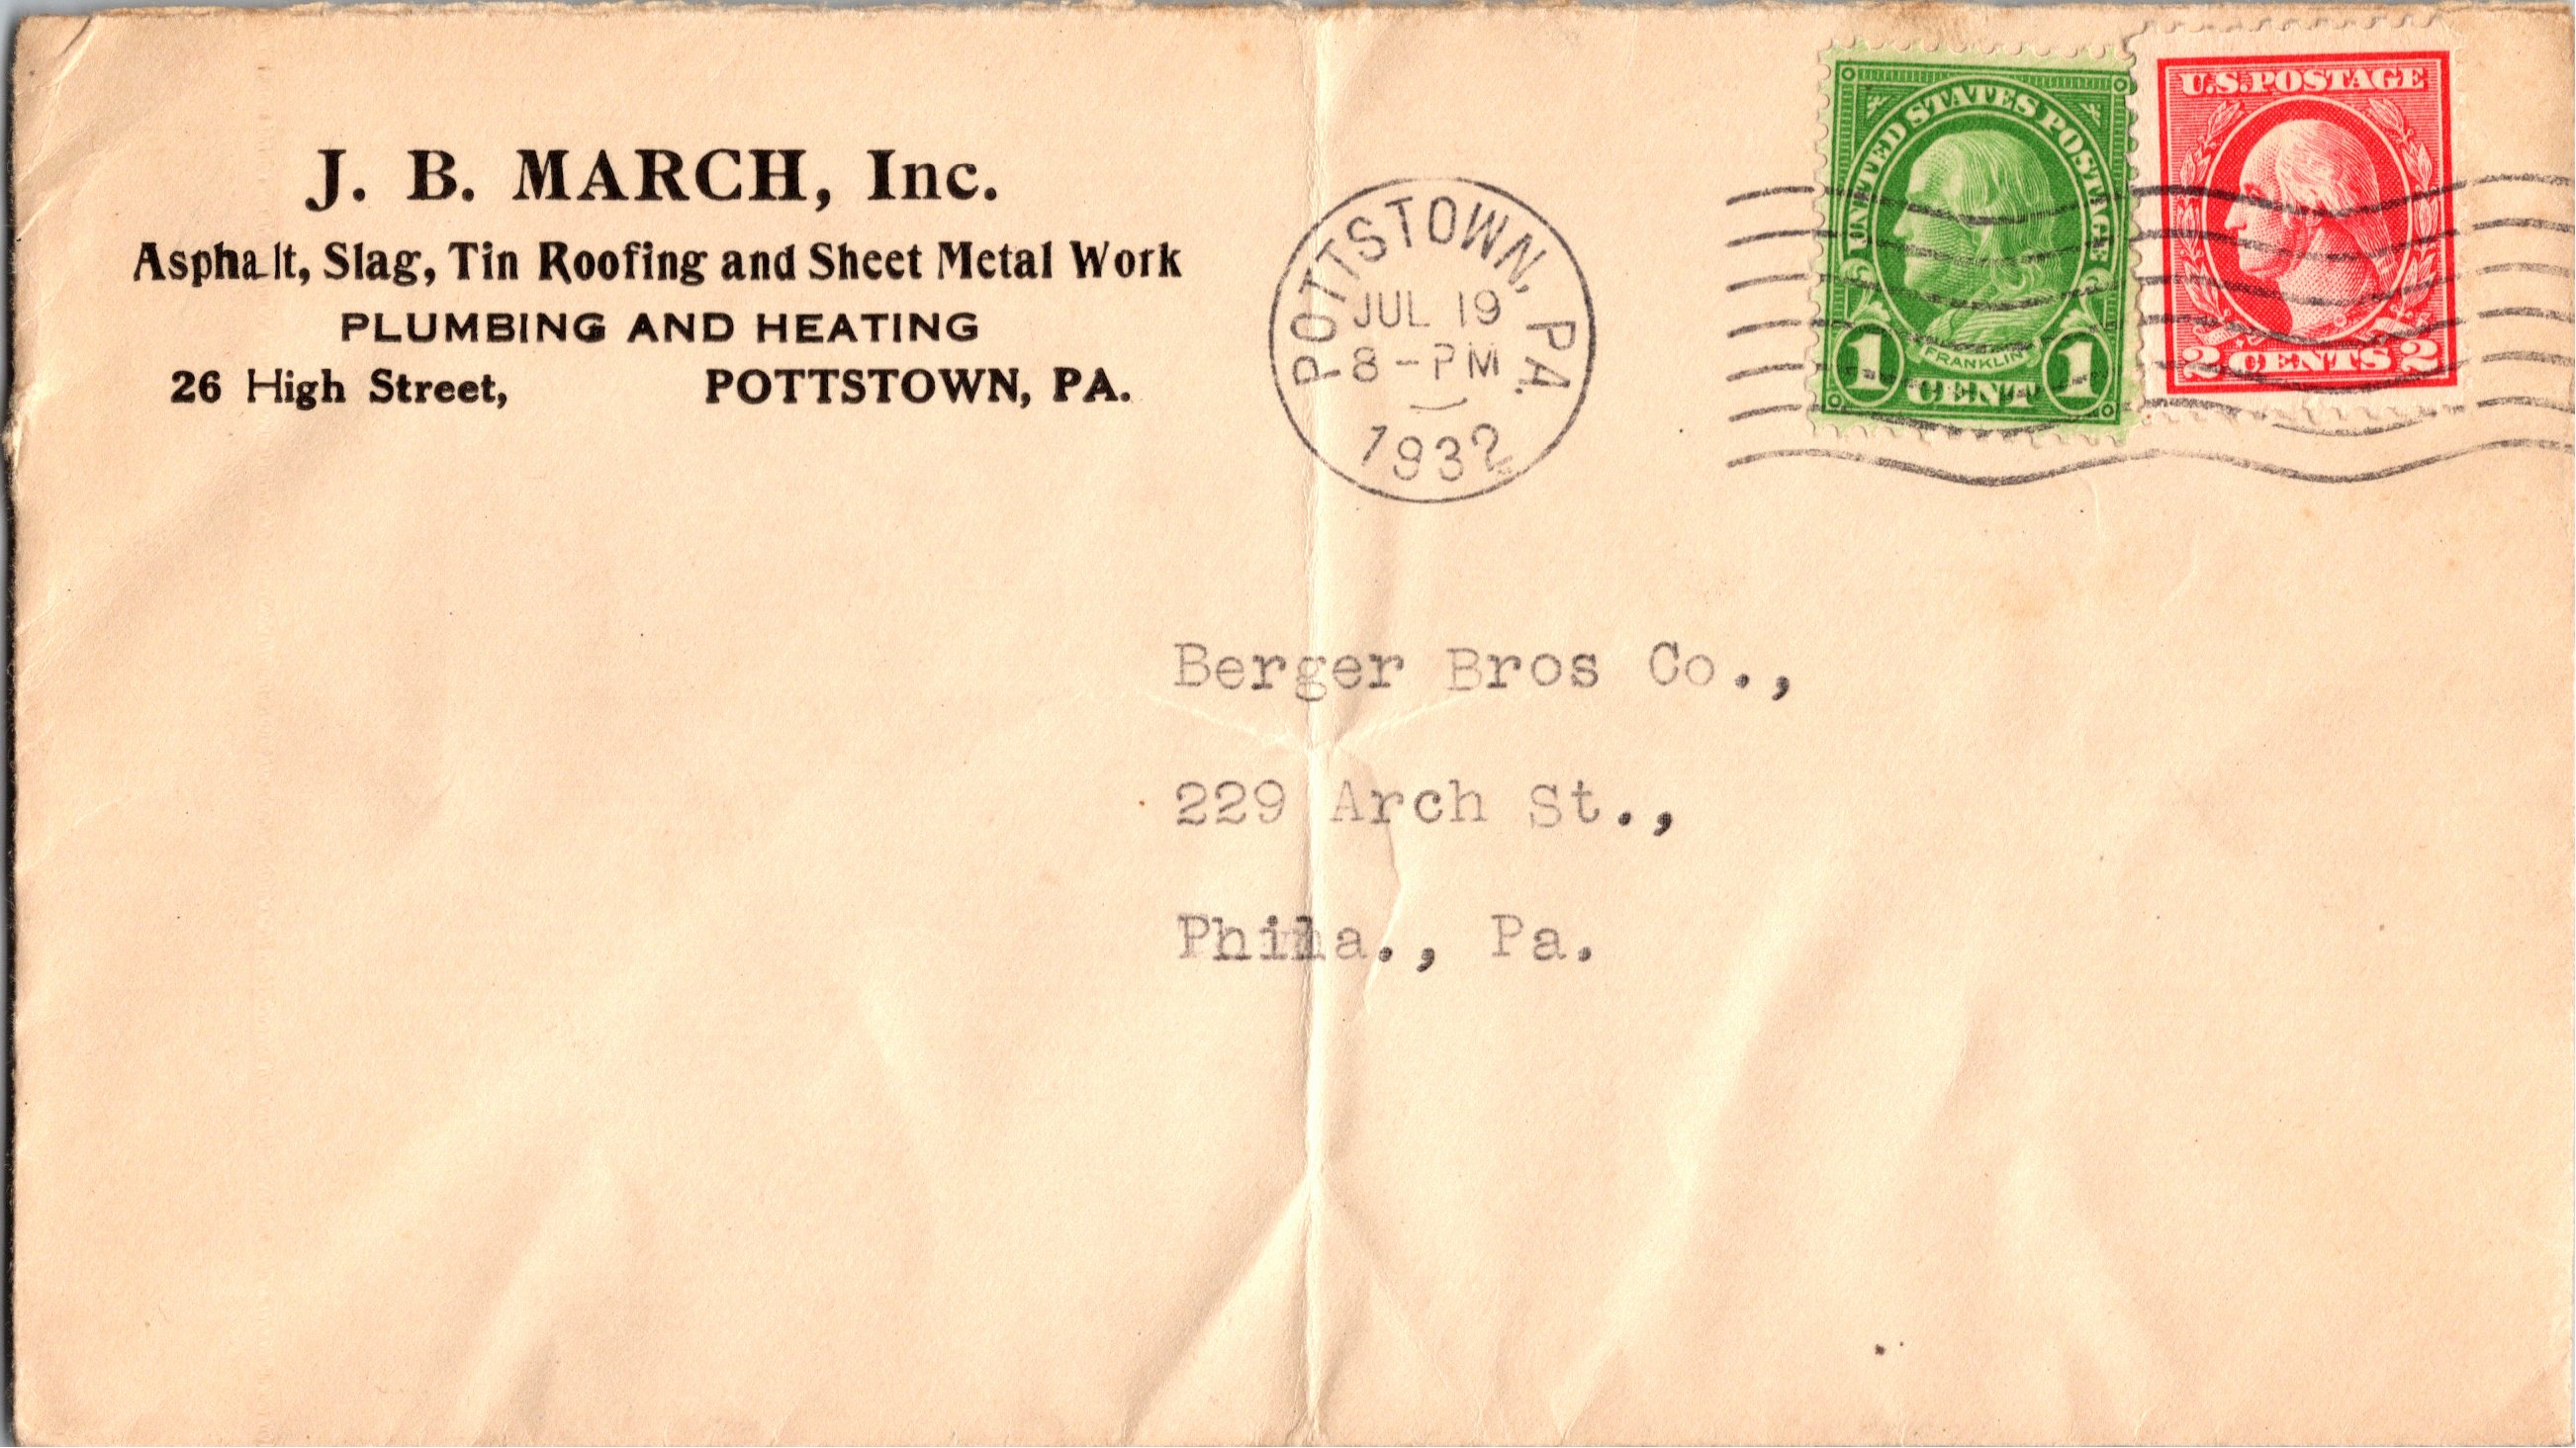 J. B. MARCH, Inc.
Asphalt, Slag, Tin Roofing and Sheet Metal Work
PLUMBING AND HEATING
26 High Street, POTTSTOWN, PA.
POTTSTOWN, PA.
JUL 19
8-PM
1932
UNITED STATES POSTAGE
FRANKLIN
1 CENT 1
U.S. POSTAGE
2 CENTS 2
Berger Bros Co.,
229 Arch St.,
Phila., Pa.